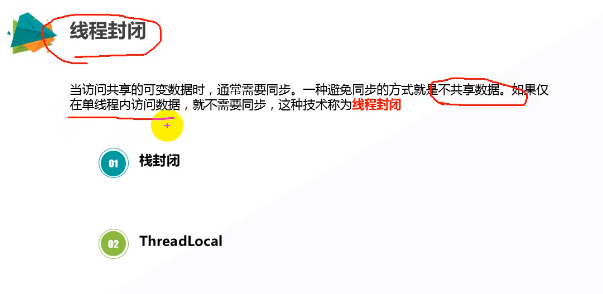 线程封闭
当访问共享的可变数据时，通常需要同步。一种避免同步的方式就是不共享数据。如果仅
在单线程内访问数据，就不需要同步，这种技术称为线程封闭
01 栈封闭
02 ThreadLocal